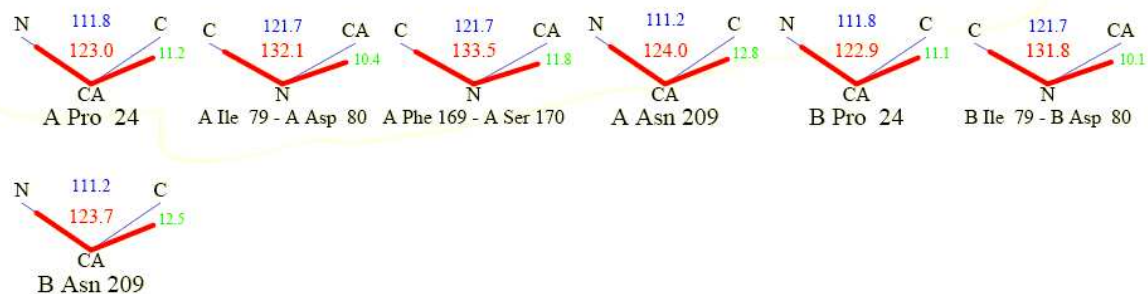 N 111.8 C
123.0 11.2
CA
A Pro 24
C 121.7 CA
132.1 10.4
N
A Ile 79 - A Asp 80
C 121.7 CA
133.5 11.8
N
A Phe 169 - A Ser 170
N 111.2 C
124.0 12.8
CA
A Asn 209
N 111.8 C
122.9 11.1
CA
B Pro 24
C 121.7 CA
131.8 10.1
N
B Ile 79 - B Asp 80
N 111.2 C
123.7 12.5
CA
B Asn 209